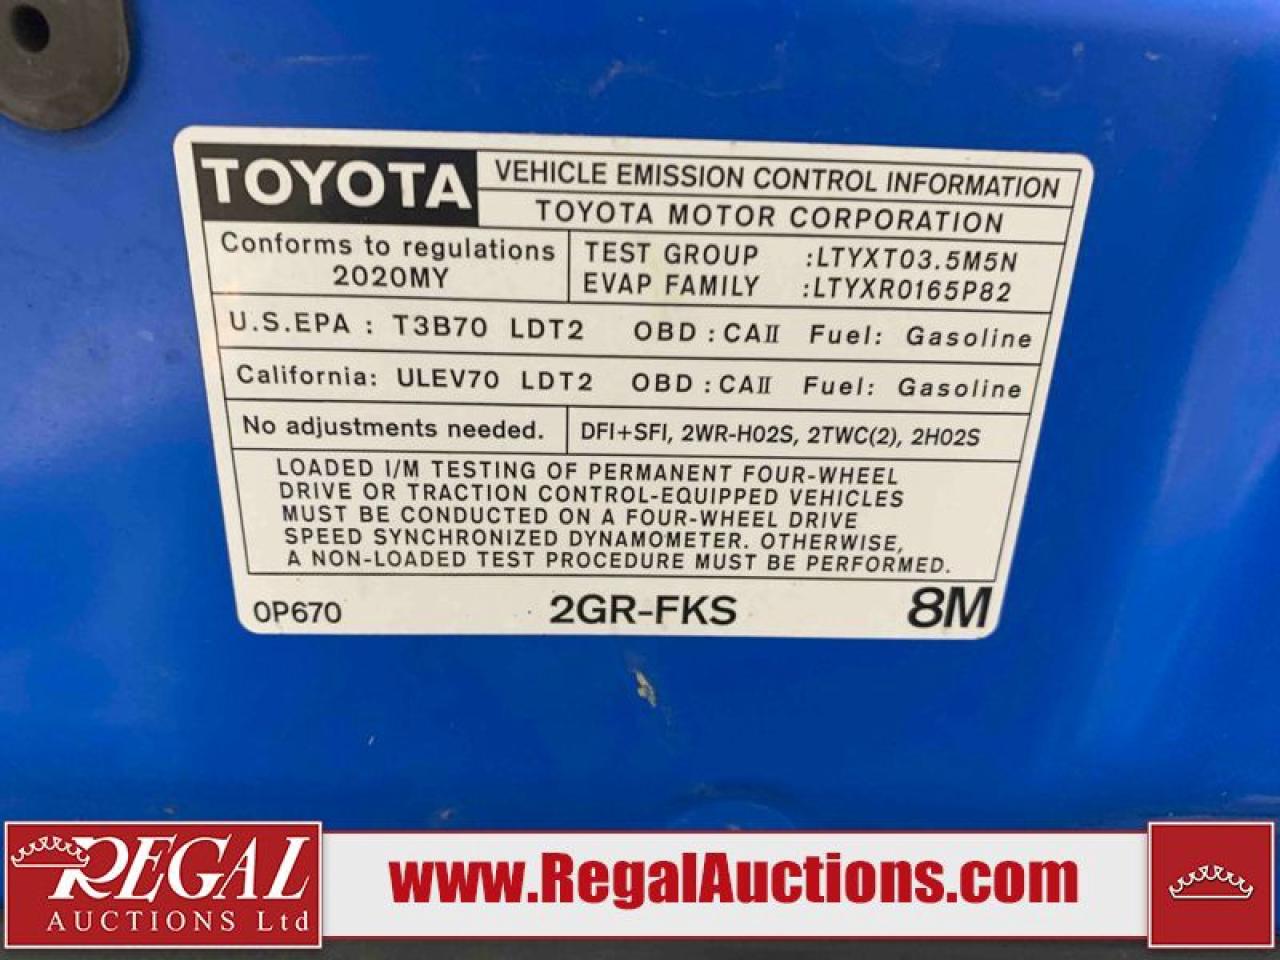 TOYOTA
VEHICLE EMISSION CONTROL INFORMATION
TOYOTA MOTOR CORPORATION
Conforms to regulations
2020MY
TEST GROUP :LTYXT03.5M5N
EVAP FAMILY :LTYXR0165P82
U.S.EPA : T3B70 LDT2 OBD : CAII Fuel: Gasoline
California: ULEV70 LDT2 OBD : CAII Fuel: Gasoline
No adjustments needed.
DFI+SFI, 2WR-HO2S, 2TWC(2), 2HO2S
LOADED I/M TESTING OF PERMANENT FOUR-WHEEL
DRIVE OR TRACTION CONTROL-EQUIPPED VEHICLES
MUST BE CONDUCTED ON A FOUR-WHEEL DRIVE
SPEED SYNCHRONIZED DYNAMOMETER. OTHERWISE,
A NON-LOADED TEST PROCEDURE MUST BE PERFORMED.
0P670 2GR-FKS 8M
REGAL
AUCTIONS Ltd
www.RegalAuctions.com